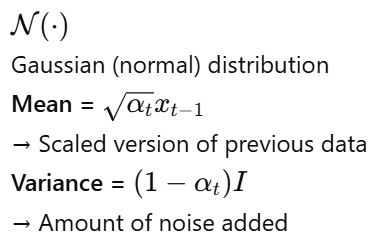 𝒩(·)
Gaussian (normal) distribution
Mean = √αₜxₜ₋₁
→ Scaled version of previous data
Variance = (1 − αₜ)I
→ Amount of noise added